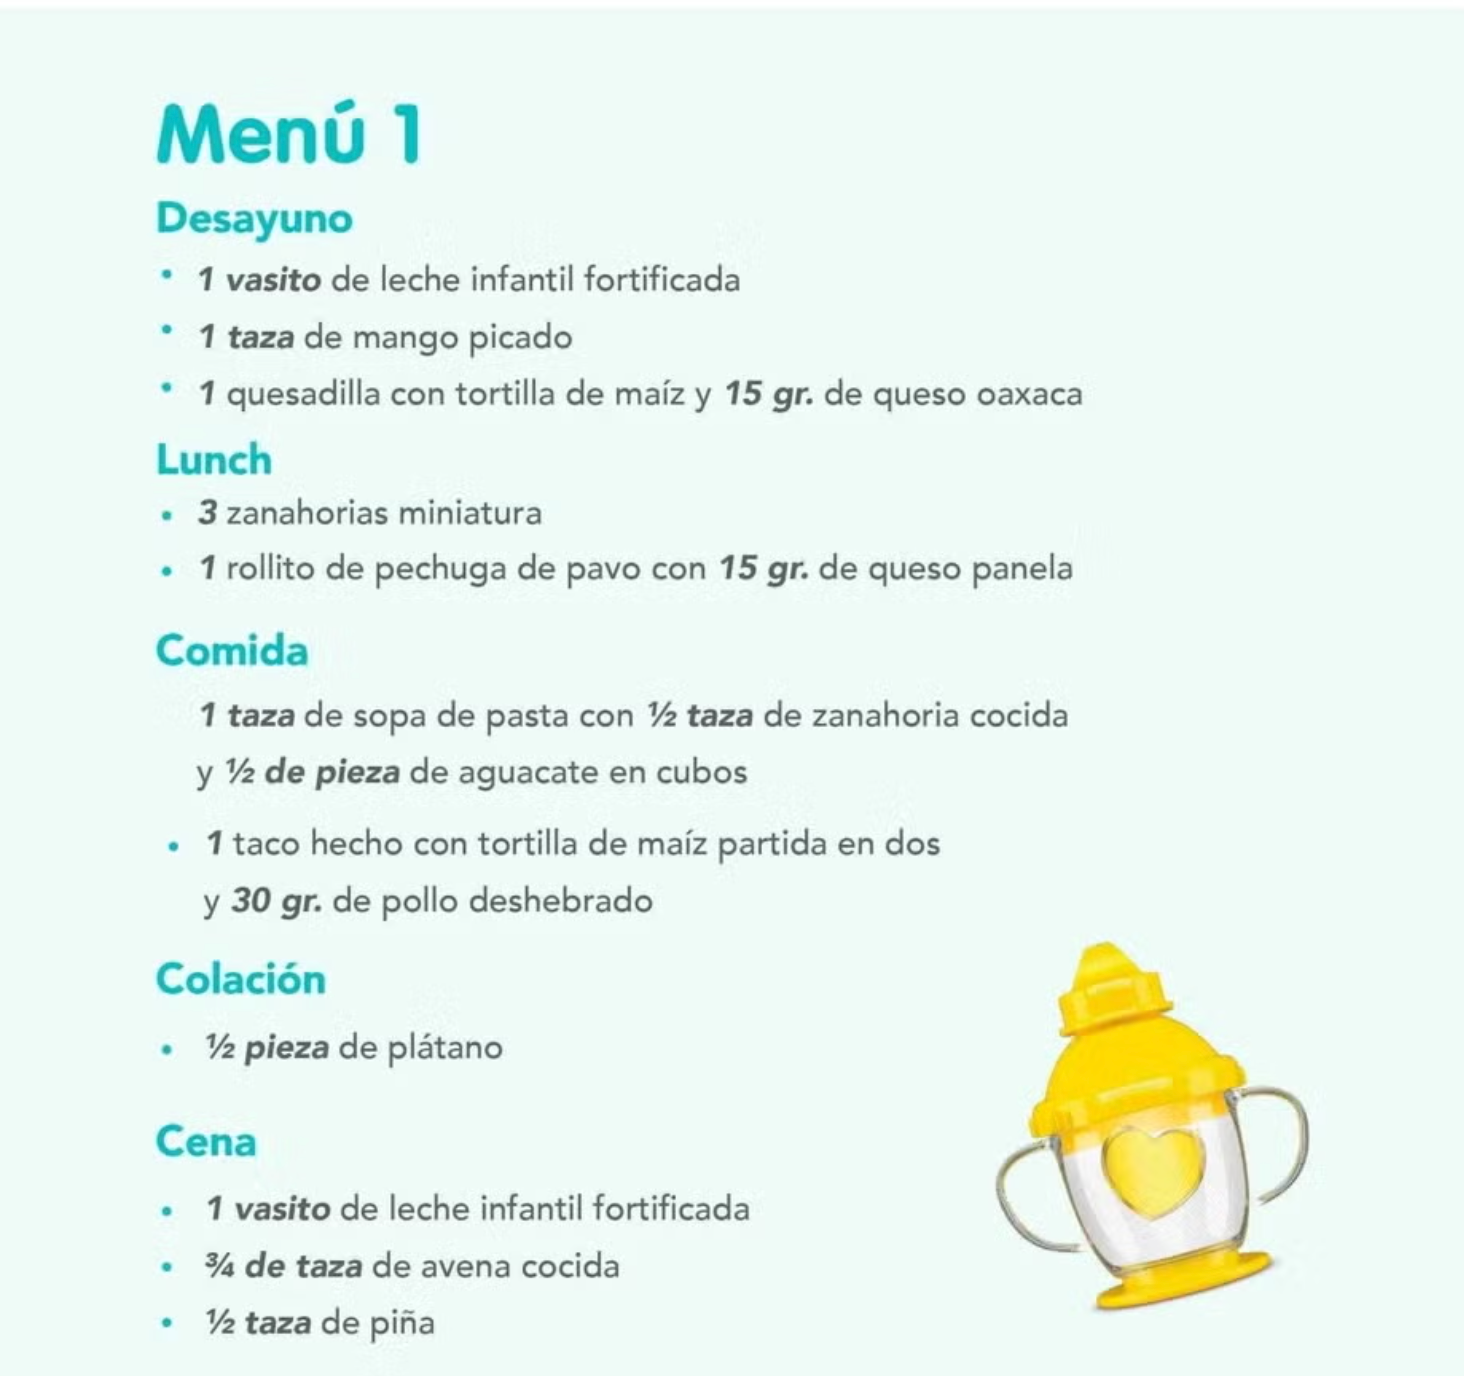 Menú 1
Desayuno
• 1 vasito de leche infantil fortificada
• 1 taza de mango picado
• 1 quesadilla con tortilla de maíz y 15 gr. de queso oaxaca
Lunch
• 3 zanahorias miniatura
• 1 rollito de pechuga de pavo con 15 gr. de queso panela
Comida
1 taza de sopa de pasta con ½ taza de zanahoria cocida
y ½ de pieza de aguacate en cubos
• 1 taco hecho con tortilla de maíz partida en dos
y 30 gr. de pollo deshebrado
Colación
• ½ pieza de plátano
Cena
• 1 vasito de leche infantil fortificada
• ¾ de taza de avena cocida
• ½ taza de piña